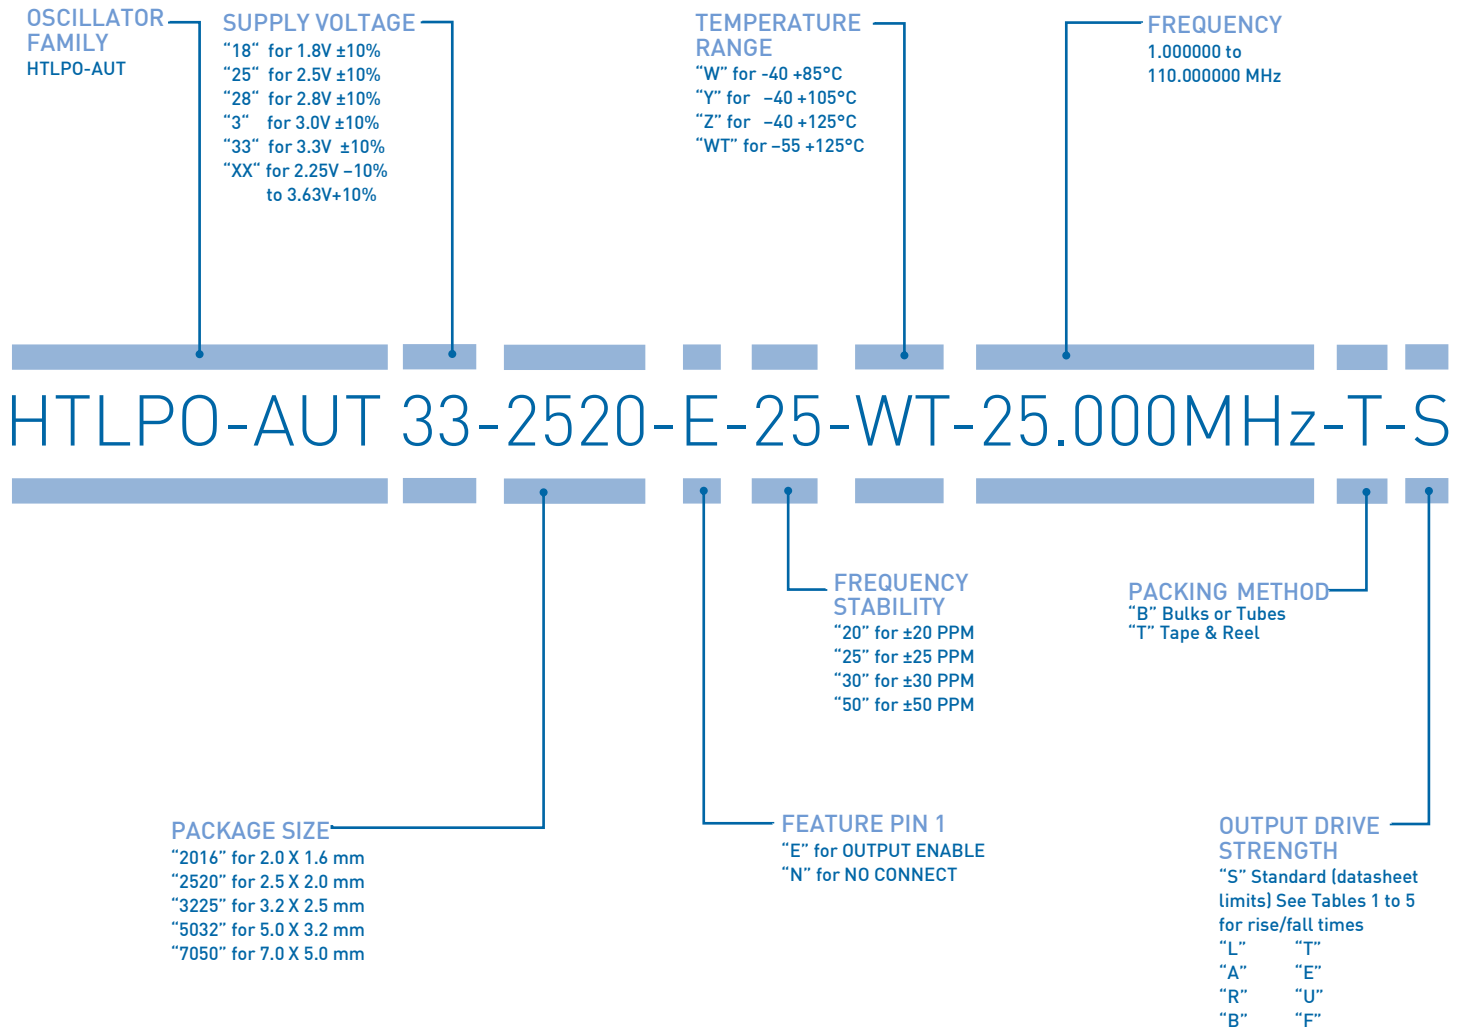 OSCILLATOR
FAMILY
HTLPO-AUT
SUPPLY VOLTAGE
“18“ for 1.8V ±10%
“25“ for 2.5V ±10%
“28“ for 2.8V ±10%
“3“ for 3.0V ±10%
“33“ for 3.3V ±10%
“XX“ for 2.25V –10%
to 3.63V+10%
TEMPERATURE
RANGE
“W” for -40 +85°C
“Y” for –40 +105°C
“Z” for –40 +125°C
“WT” for –55 +125°C
FREQUENCY
1.000000 to
110.000000 MHz
HTLPO-AUT 33-2520-E-25-WT-25.000MHz-T-S
FREQUENCY
STABILITY
“20” for ±20 PPM
“25” for ±25 PPM
“30” for ±30 PPM
“50” for ±50 PPM
PACKING METHOD
“B” Bulks or Tubes
“T” Tape & Reel
PACKAGE SIZE
“2016” for 2.0 X 1.6 mm
“2520” for 2.5 X 2.0 mm
“3225” for 3.2 X 2.5 mm
“5032” for 5.0 X 3.2 mm
“7050” for 7.0 X 5.0 mm
FEATURE PIN 1
“E” for OUTPUT ENABLE
“N” for NO CONNECT
OUTPUT DRIVE
STRENGTH
“S” Standard (datasheet
limits) See Tables 1 to 5
for rise/fall times
“L” “T”
“A” “E”
“R” “U”
“B” “F”